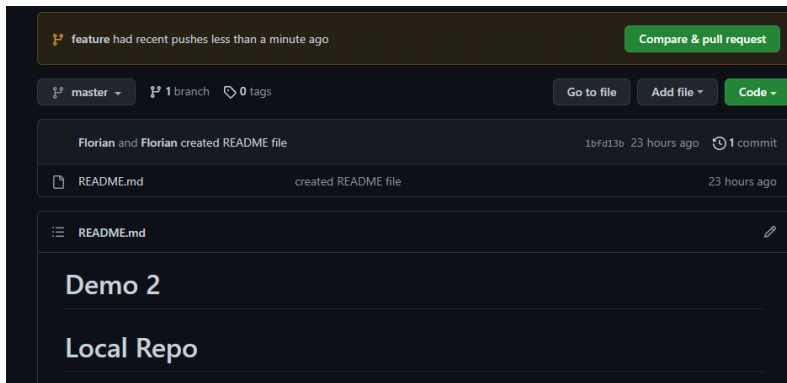 feature had recent pushes less than a minute ago Compare & pull request
master 1 branch 0 tags Go to file Add file Code
Florian and Florian created README file 1bfd13b 23 hours ago 1 commit
README.md created README file 23 hours ago
README.md
Demo 2
Local Repo